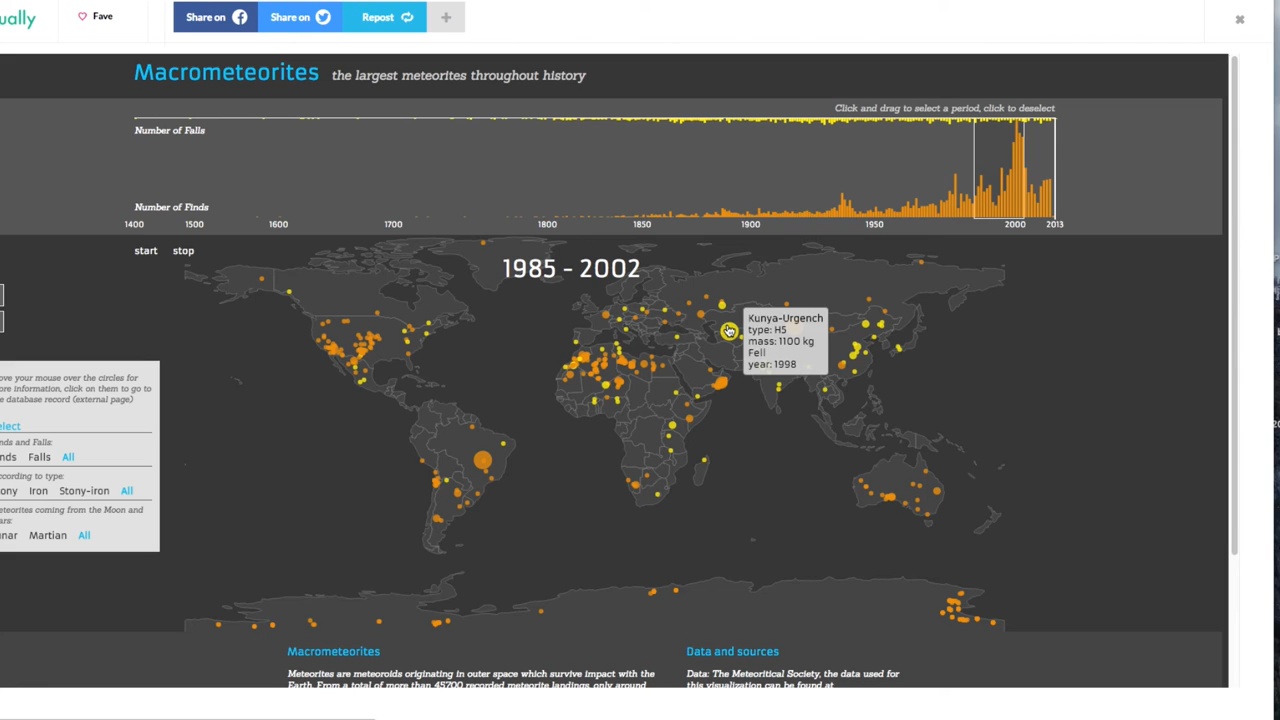 ually
Fave
Share on
Share on
Repost
Macrometeorites the largest meteorites throughout history
Click and drag to select a period, click to deselect
Number of Falls
Number of Finds
1400 1500 1600 1700 1800 1850 1900 1950 2000 2013
start stop
1985 - 2002
Kunya-Urgench
type: H5
mass: 1100 kg
Fell
year: 1998
ove your mouse over the circles for
ore information, click on them to go to
e database record (external page)
elect
nds and Falls:
nds Falls All
ccording to type:
ony Iron Stony-iron All
eteorites coming from the Moon and
ars:
unar Martian All
Macrometeorites
Meteorites are meteoroids originating in outer space which survive impact with the
Earth. From a total of more than 45700 recorded meteorite landings, only around
Data and sources
Data: The Meteoritical Society, the data used for
this visualization can be found at